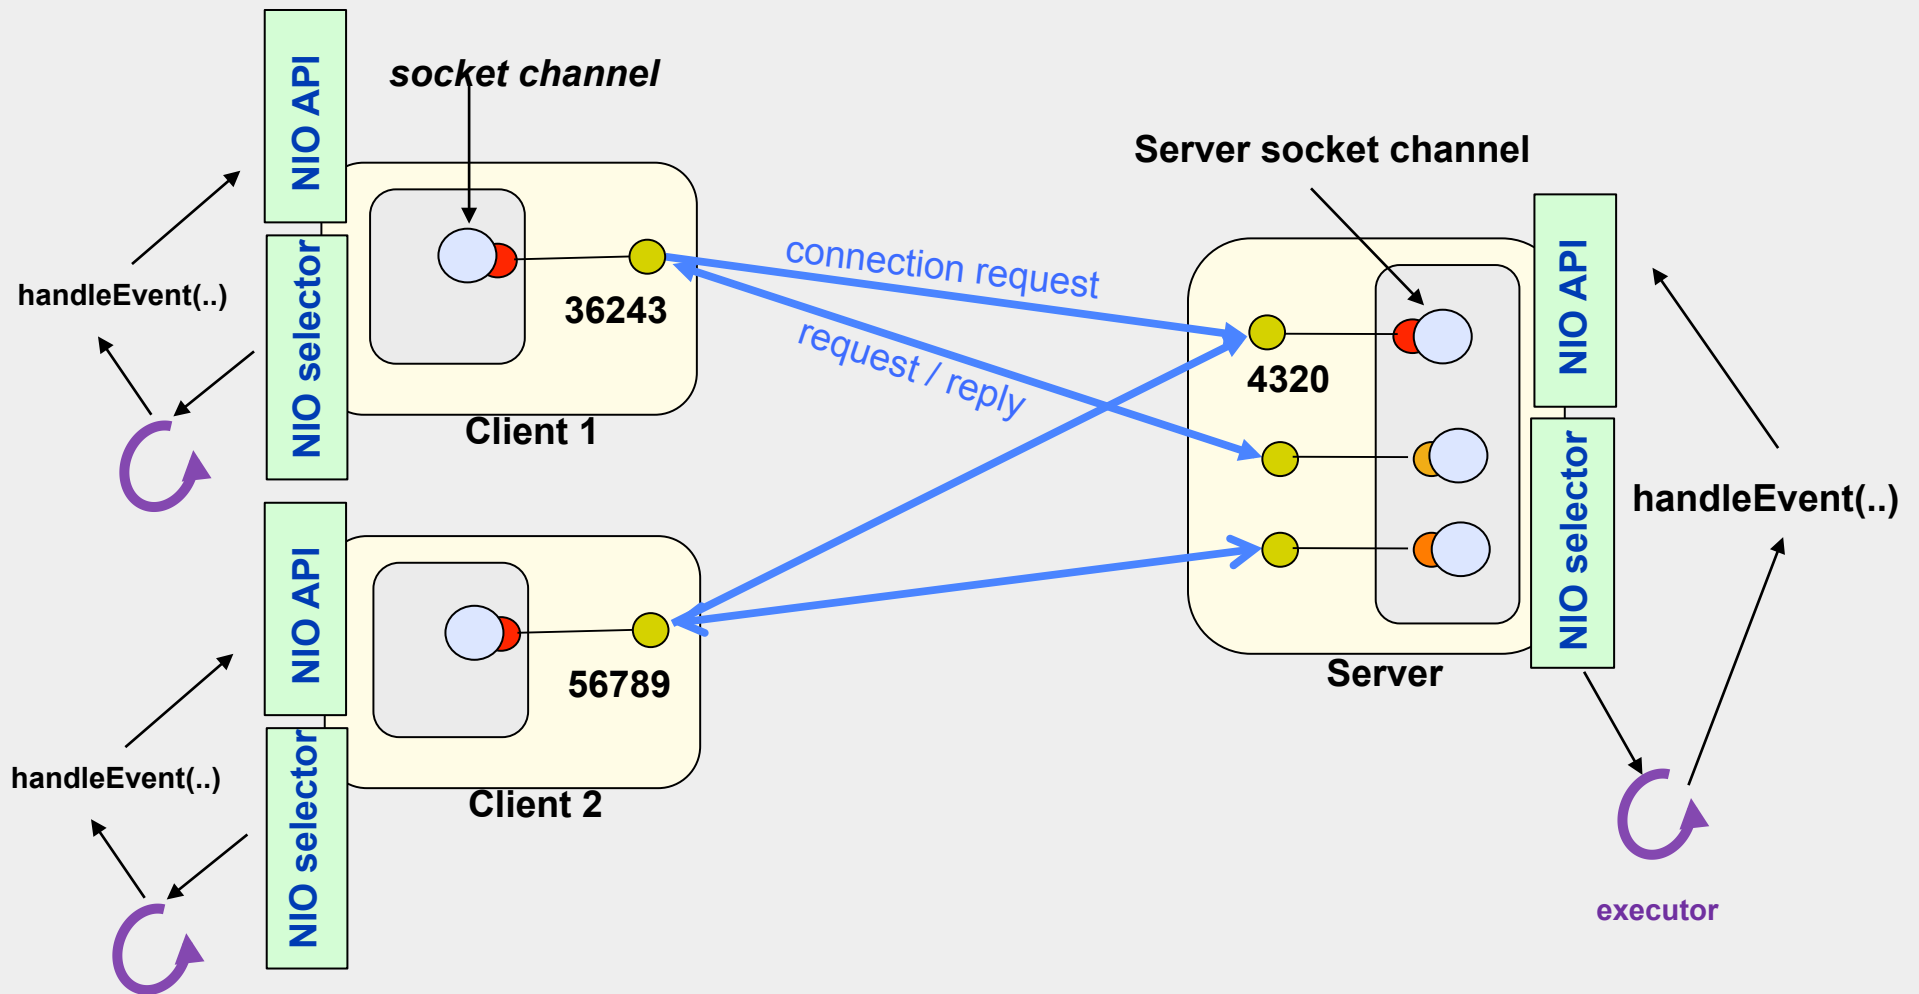 NIO API
socket channel
Server socket channel
NIO API
connection request
handleEvent(..)
NIO selector
36243
request / reply
4320
Client 1
NIO selector
handleEvent(..)
NIO API
56789
Server
handleEvent(..)
NIO selector
Client 2
executor